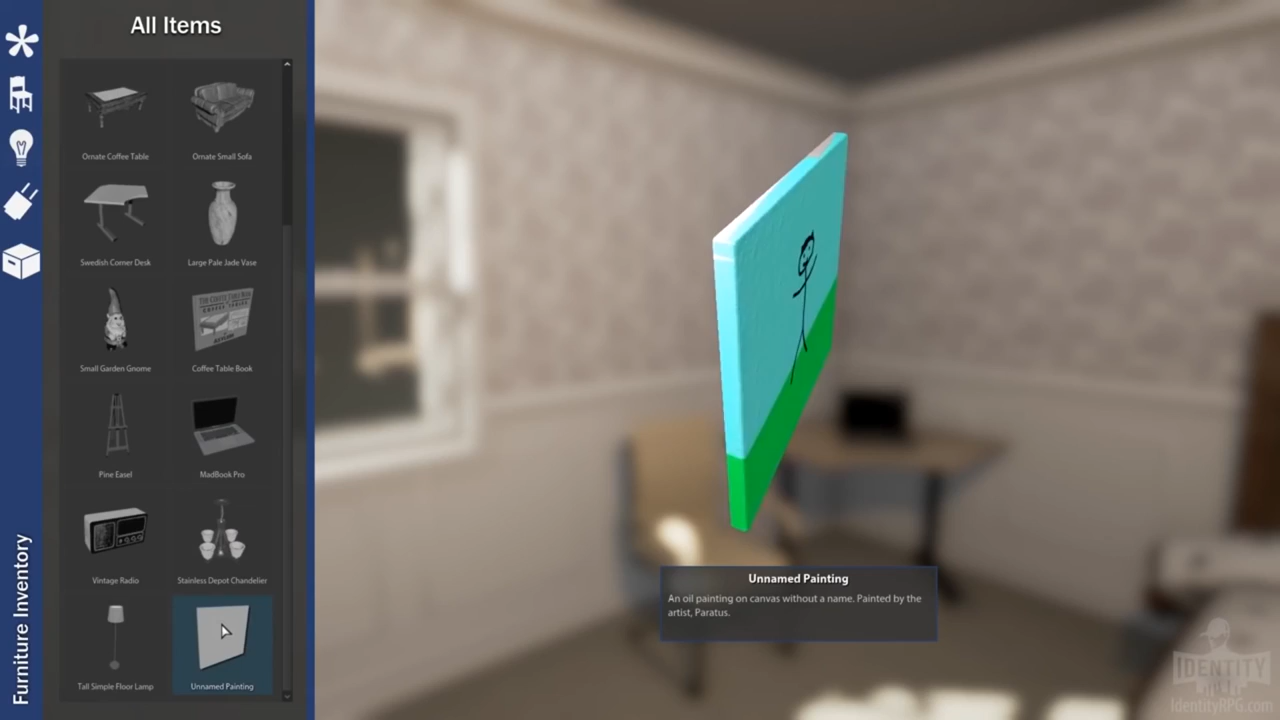 All Items
Ornate Coffee Table
Ornate Small Sofa
Swedish Corner Desk
Large Pale Jade Vase
Small Garden Gnome
Coffee Table Book
Pine Easel
MadBook Pro
Vintage Radio
Stainless Depot Chandelier
Tall Simple Floor Lamp
Unnamed Painting
Furniture Inventory
Unnamed Painting
An oil painting on canvas without a name. Painted by the
artist, Paratus.
IDENTITY
IdentityRPG.com